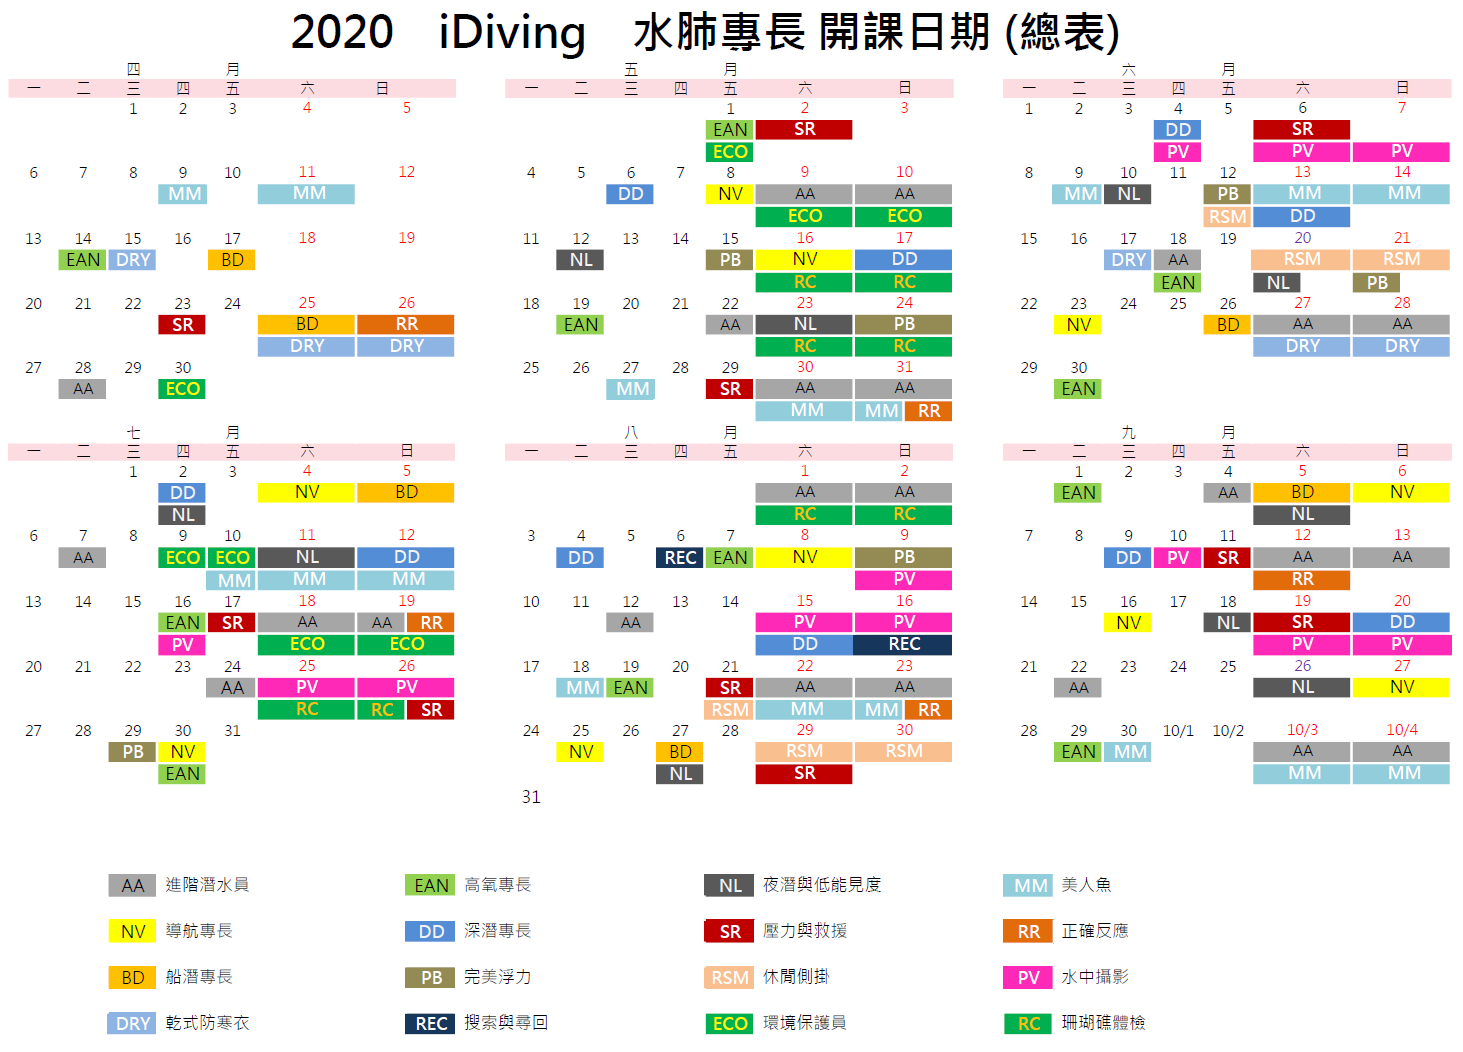 2020 iDiving 水肺專長 開課日期 (總表)
四 月 五 月 六 月
一 二 三 四 五 六 日 一 二 三 四 五 六 日 一 二 三 四 五 六 日
1 2 3 4 5 1 2 3 1 2 3 4 5 6 7
EAN SR DD SR
ECO PV PV PV
6 7 8 9 10 11 12 4 5 6 7 8 9 10 8 9 10 11 12 13 14
MM MM DD NV AA AA MM NL PB MM MM
ECO ECO RSM DD
13 14 15 16 17 18 19 11 12 13 14 15 16 17 15 16 17 18 19 20 21
EAN DRY BD NL PB NV DD DRY AA RSM RSM
RC RC EAN NL PB
20 21 22 23 24 25 26 18 19 20 21 22 23 24 22 23 24 25 26 27 28
SR BD RR EAN AA NL PB NV BD AA AA
DRY DRY RC RC DRY DRY
27 28 29 30 25 26 27 28 29 30 31 29 30
AA ECO MM SR AA AA EAN
MM MM RR
七 月 八 月 九 月
一 二 三 四 五 六 日 一 二 三 四 五 六 日 一 二 三 四 五 六 日
1 2 3 4 5 1 2 1 2 3 4 5 6
DD NV BD AA AA EAN AA BD NV
NL RC RC NL
6 7 8 9 10 11 12 3 4 5 6 7 8 9 7 8 9 10 11 12 13
AA ECO ECO NL DD DD REC EAN NV PB DD PV SR AA AA
MM MM MM PV RR
13 14 15 16 17 18 19 10 11 12 13 14 15 16 14 15 16 17 18 19 20
EAN SR AA AA RR AA PV PV NV NL SR DD
PV ECO ECO DD REC PV PV
20 21 22 23 24 25 26 17 18 19 20 21 22 23 21 22 23 24 25 26 27
AA PV PV MM EAN SR AA AA AA NL NV
RC RC SR RSM MM MM RR
27 28 29 30 31 24 25 26 27 28 29 30 28 29 30 10/1 10/2 10/3 10/4
PB NV NV BD RSM RSM EAN MM AA AA
EAN NL SR MM MM
31
AA 進階潛水員 EAN 高氧專長 NL 夜潛與低能見度 MM 美人魚
NV 導航專長 DD 深潛專長 SR 壓力與救援 RR 正確反應
BD 船潛專長 PB 完美浮力 RSM 休閒側掛 PV 水中攝影
DRY 乾式防寒衣 REC 搜索與尋回 ECO 環境保護員 RC 珊瑚礁體檢